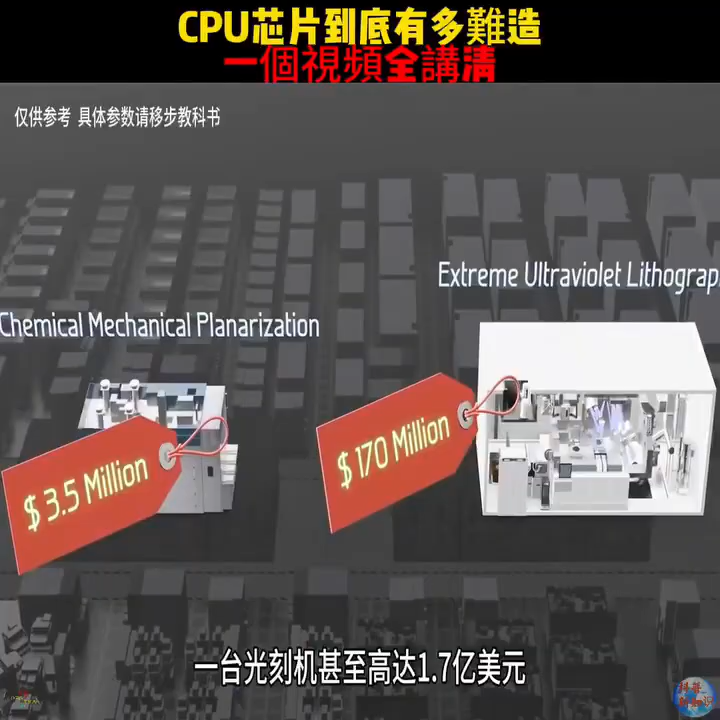 CPU芯片到底有多難造
一個視頻全講清
仅供参考 具体参数请移步教科书
Extreme Ultraviolet Lithograp
Chemical Mechanical Planarization
$ 170 Million
$ 3.5 Million
一台光刻机甚至高达1.7亿美元